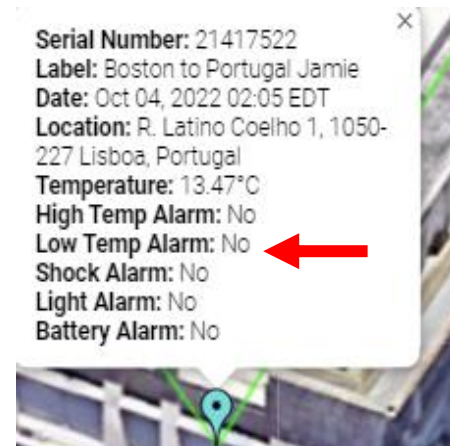 Serial Number: 21417522
Label: Boston to Portugal Jamie
Date: Oct 04, 2022 02:05 EDT
Location: R. Latino Coelho 1, 1050-
227 Lisboa, Portugal
Temperature: 13.47°C
High Temp Alarm: No
Low Temp Alarm: No
Shock Alarm: No
Light Alarm: No
Battery Alarm: No